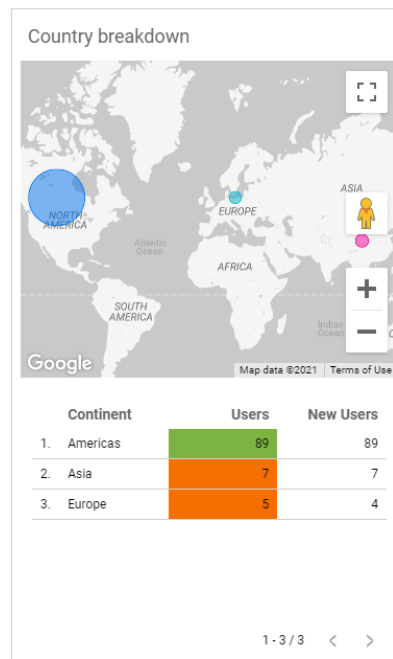 Country breakdown
ASIA
NORTH
AMERICA
EUROPE
Atlantic
Ocean
AFRICA
SOUTH
AMERICA
Indian
Ocean
Google
Map data ©2021
Terms of Use
Continent Users New Users
1. Americas 89 89
2. Asia 7 7
3. Europe 5 4
1 - 3 / 3